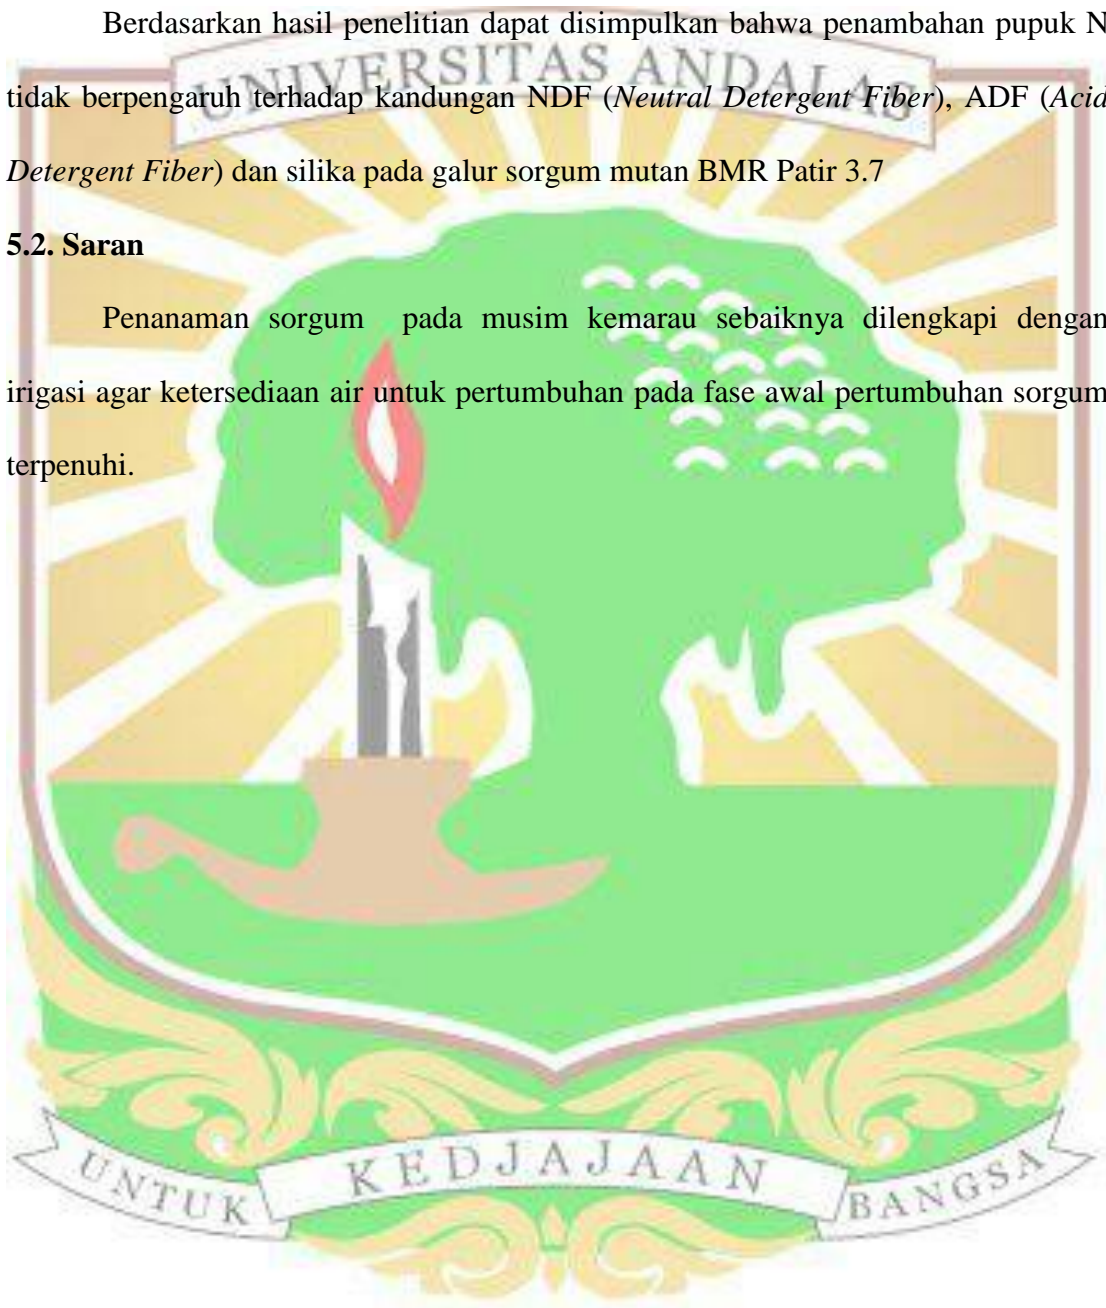 Berdasarkan hasil penelitian dapat disimpulkan bahwa penambahan pupuk N
UNIVERSITAS ANDALAS
tidak berpengaruh terhadap kandungan NDF (Neutral Detergent Fiber), ADF (Acid
Detergent Fiber) dan silika pada galur sorgum mutan BMR Patir 3.7
5.2. Saran
Penanaman sorgum pada musim kemarau sebaiknya dilengkapi dengan
irigasi agar ketersediaan air untuk pertumbuhan pada fase awal pertumbuhan sorgum
terpenuhi.
UNTUK KEDJAJAAN BANGSA